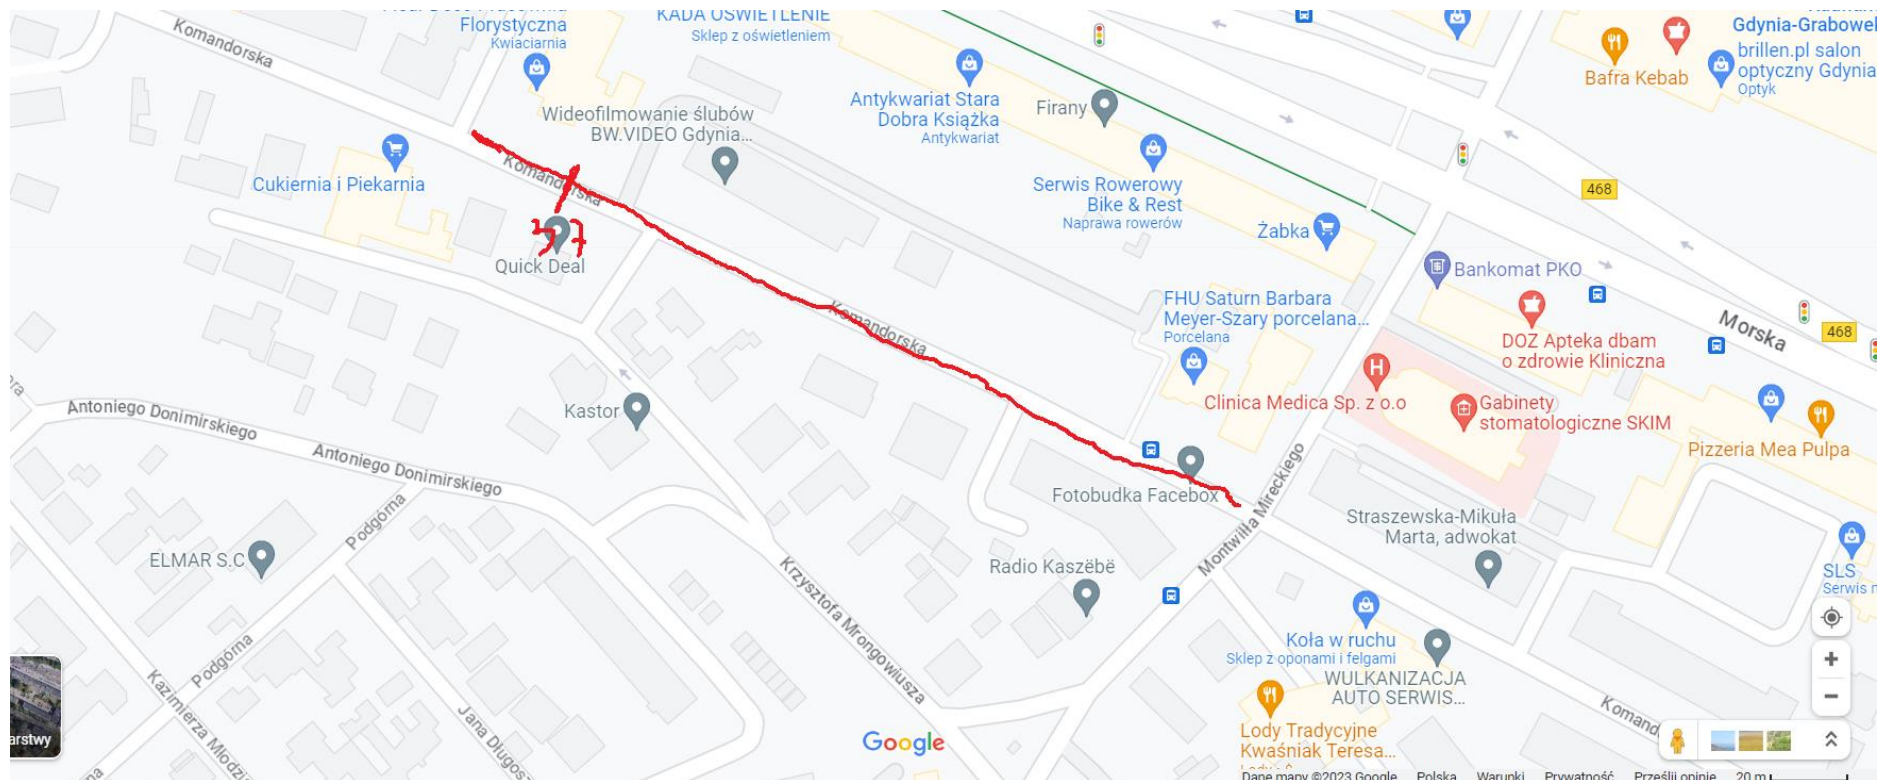 Komandorska
Florystyczna
Kwiaciarnia
KADA OŚWIETLENIE
Sklep z oświetleniem
Gdynia-Grabówek
brillen.pl salon
optyczny Gdynia
Optyk
Bafra Kebab
Antykwariat Stara
Dobra Książka
Antykwariat
Firany
Wideofilmowanie ślubów
BW.VIDEO Gdynia...
Cukiernia i Piekarnia
Komandorska
Serwis Rowerowy
Bike & Rest
Naprawa rowerów
468
Żabka
37
Quick Deal
Bankomat PKO
FHU Saturn Barbara
Meyer-Szary porcelana...
Porcelana
Komandorska
Morska
468
DOZ Apteka dbam
o zdrowie Kliniczna
Clinica Medica Sp. z o.o
Gabinety
stomatologiczne SKIM
Kastor
Antoniego Donimirskiego
Antoniego Donimirskiego
Pizzeria Mea Pulpa
Fotobudka Facebox
Montwiłła Mireckiego
Straszewska-Mikuła
Marta, adwokat
Podgórna
ELMAR S.C
Radio Kaszëbë
SLS
Serwis
Krzysztofa Mrongowiusza
Koła w ruchu
Sklep z oponami i felgami
WULKANIZACJA
AUTO SERWIS...
Podgórna
Kazimierza
Jana
Lody Tradycyjne
Kwaśniak Teresa...
Google
Dane mapy ©2023 Google Polska Warunki Prywatność Prześlij opinię 20 m